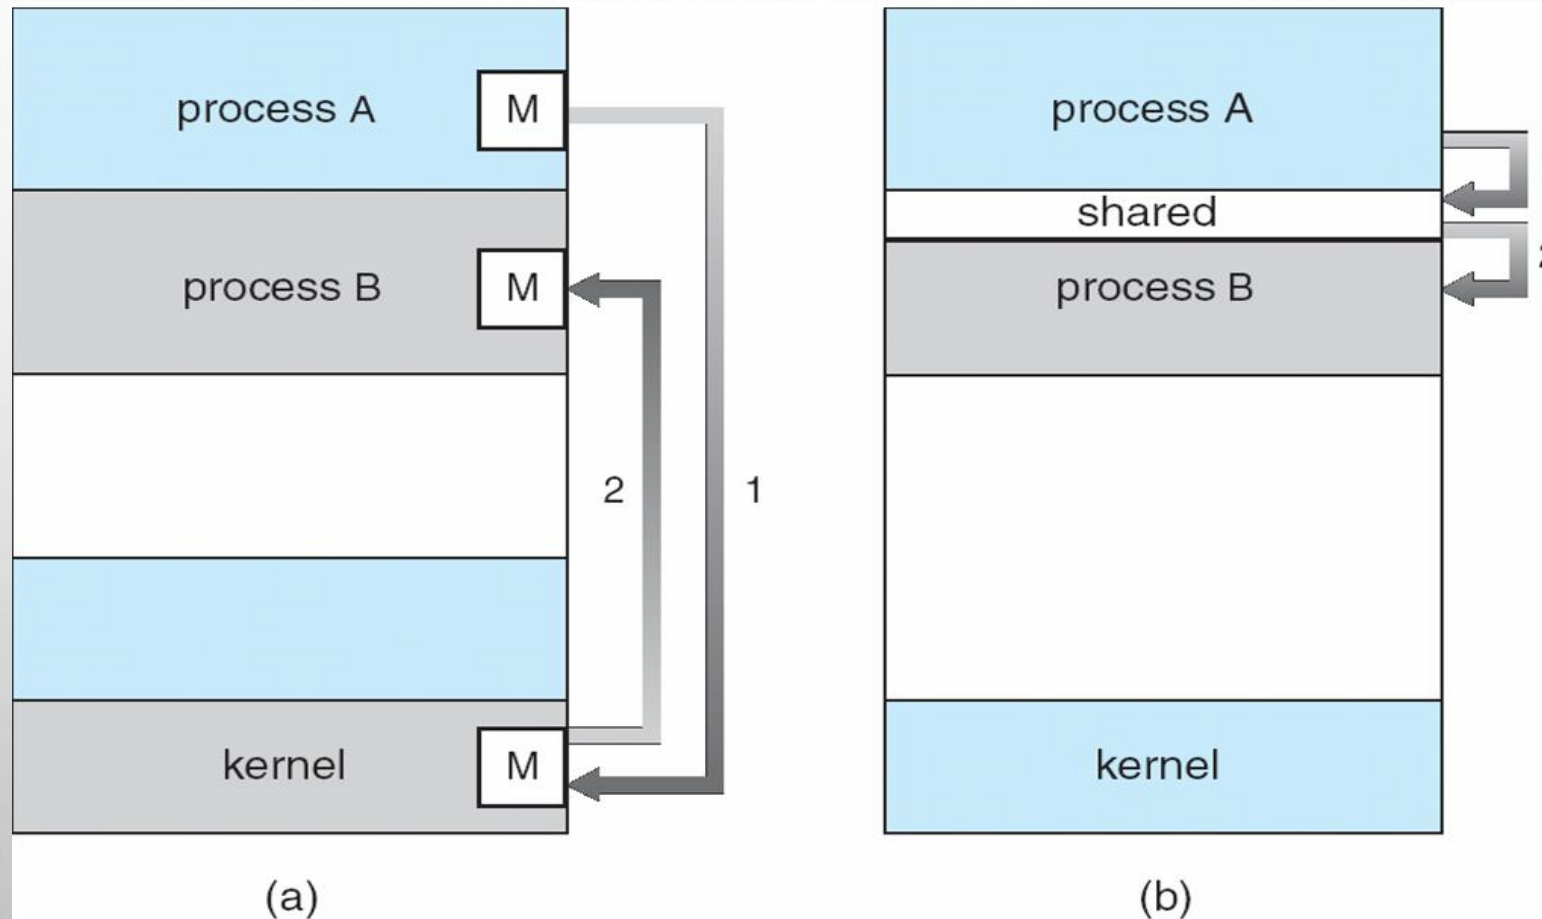 process A
M
process B
M
2
1
kernel
M
(a)
process A
shared
process B
kernel
(b)